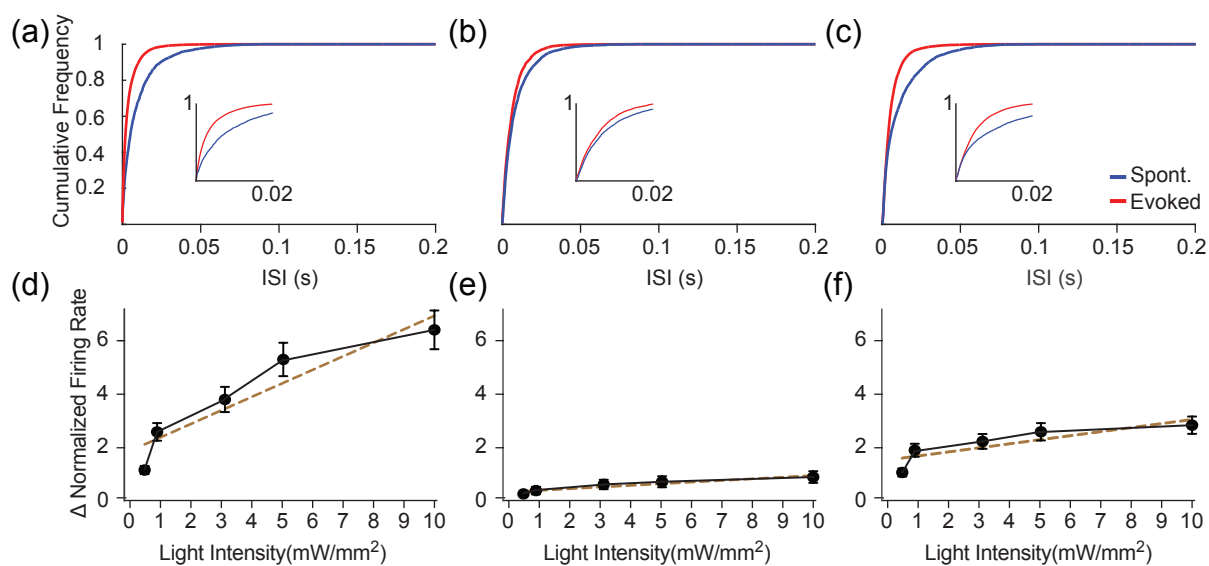 (a) (b) (c)
Cumulative Frequency
1
0.8
0.6
0.4
0.2
0 0.05 0.1 0.15 0.2
ISI (s)
1
0.02
0 0.05 0.1 0.15 0.2
ISI (s)
1
0.02
0 0.05 0.1 0.15 0.2
ISI (s)
1
0.02
Spont.
Evoked
(d) (e) (f)
Δ Normalized Firing Rate
6
4
2
0
0 1 2 3 4 5 6 7 8 9 10
Light Intensity(mW/mm²)
6
4
2
0
0 1 2 3 4 5 6 7 8 9 10
Light Intensity(mW/mm²)
6
4
2
0
0 1 2 3 4 5 6 7 8 9 10
Light Intensity(mW/mm²)